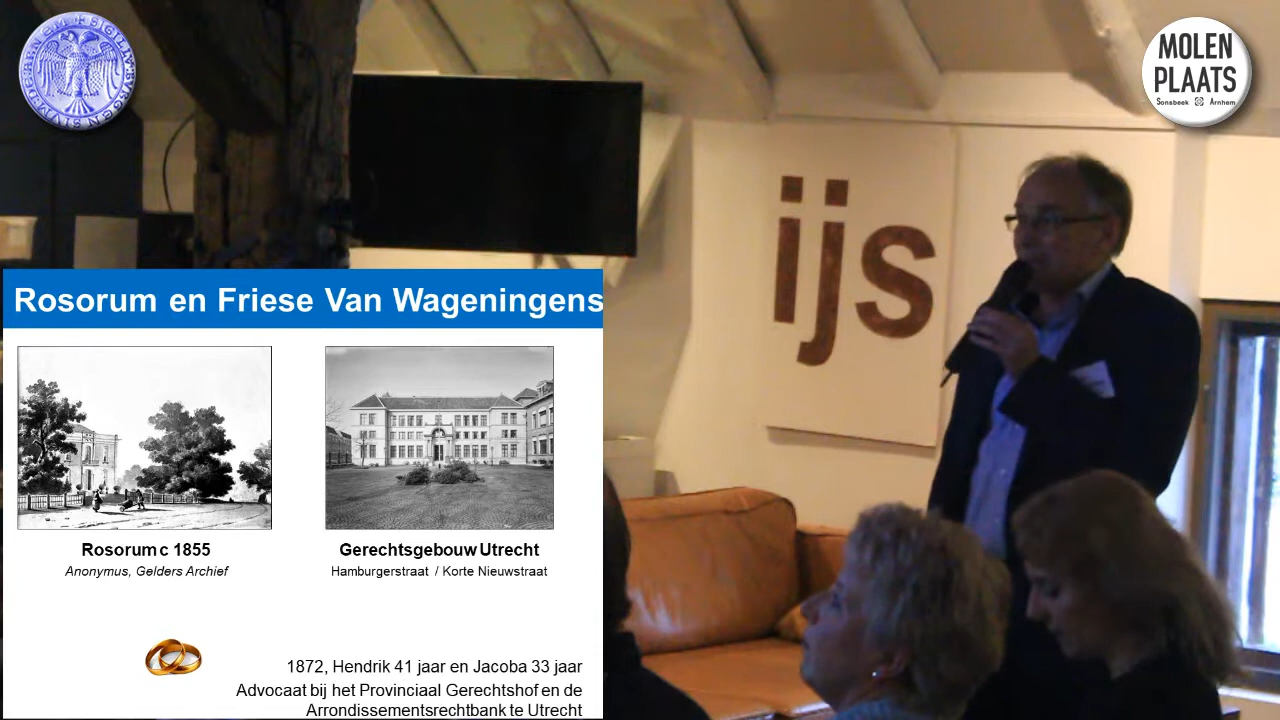 MOLEN
PLAATS
Sonsbeek Arnhem
ijs
Rosorum en Friese Van Wageningens
Rosorum c 1855
Anonymus, Gelders Archief
Gerechtsgebouw Utrecht
Hamburgerstraat / Korte Nieuwstraat
1872, Hendrik 41 jaar en Jacoba 33 jaar
Advocaat bij het Provinciaal Gerechtshof en de
Arrondissementsrechtbank te Utrecht